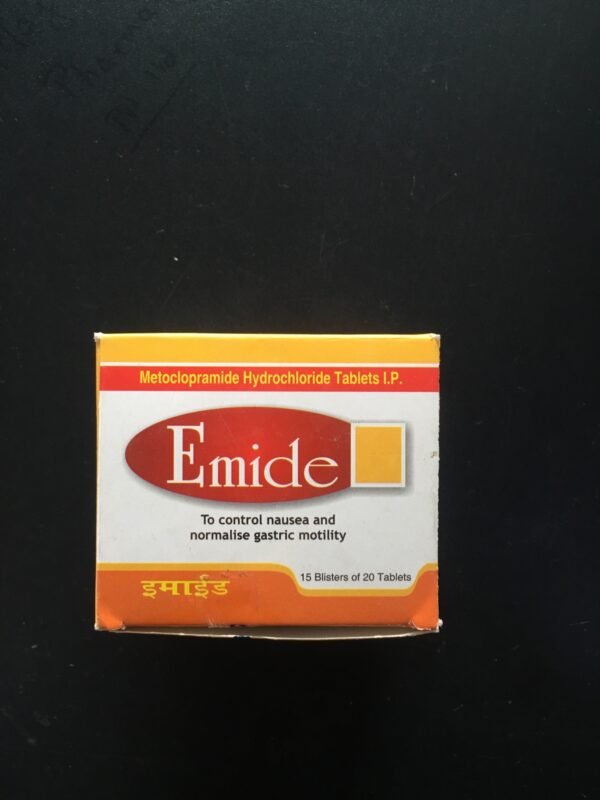 Metoclopramide Hydrochloride Tablets I.P.
Emide
To control nausea and
normalise gastric motility
15 Blisters of 20 Tablets
इमाईड